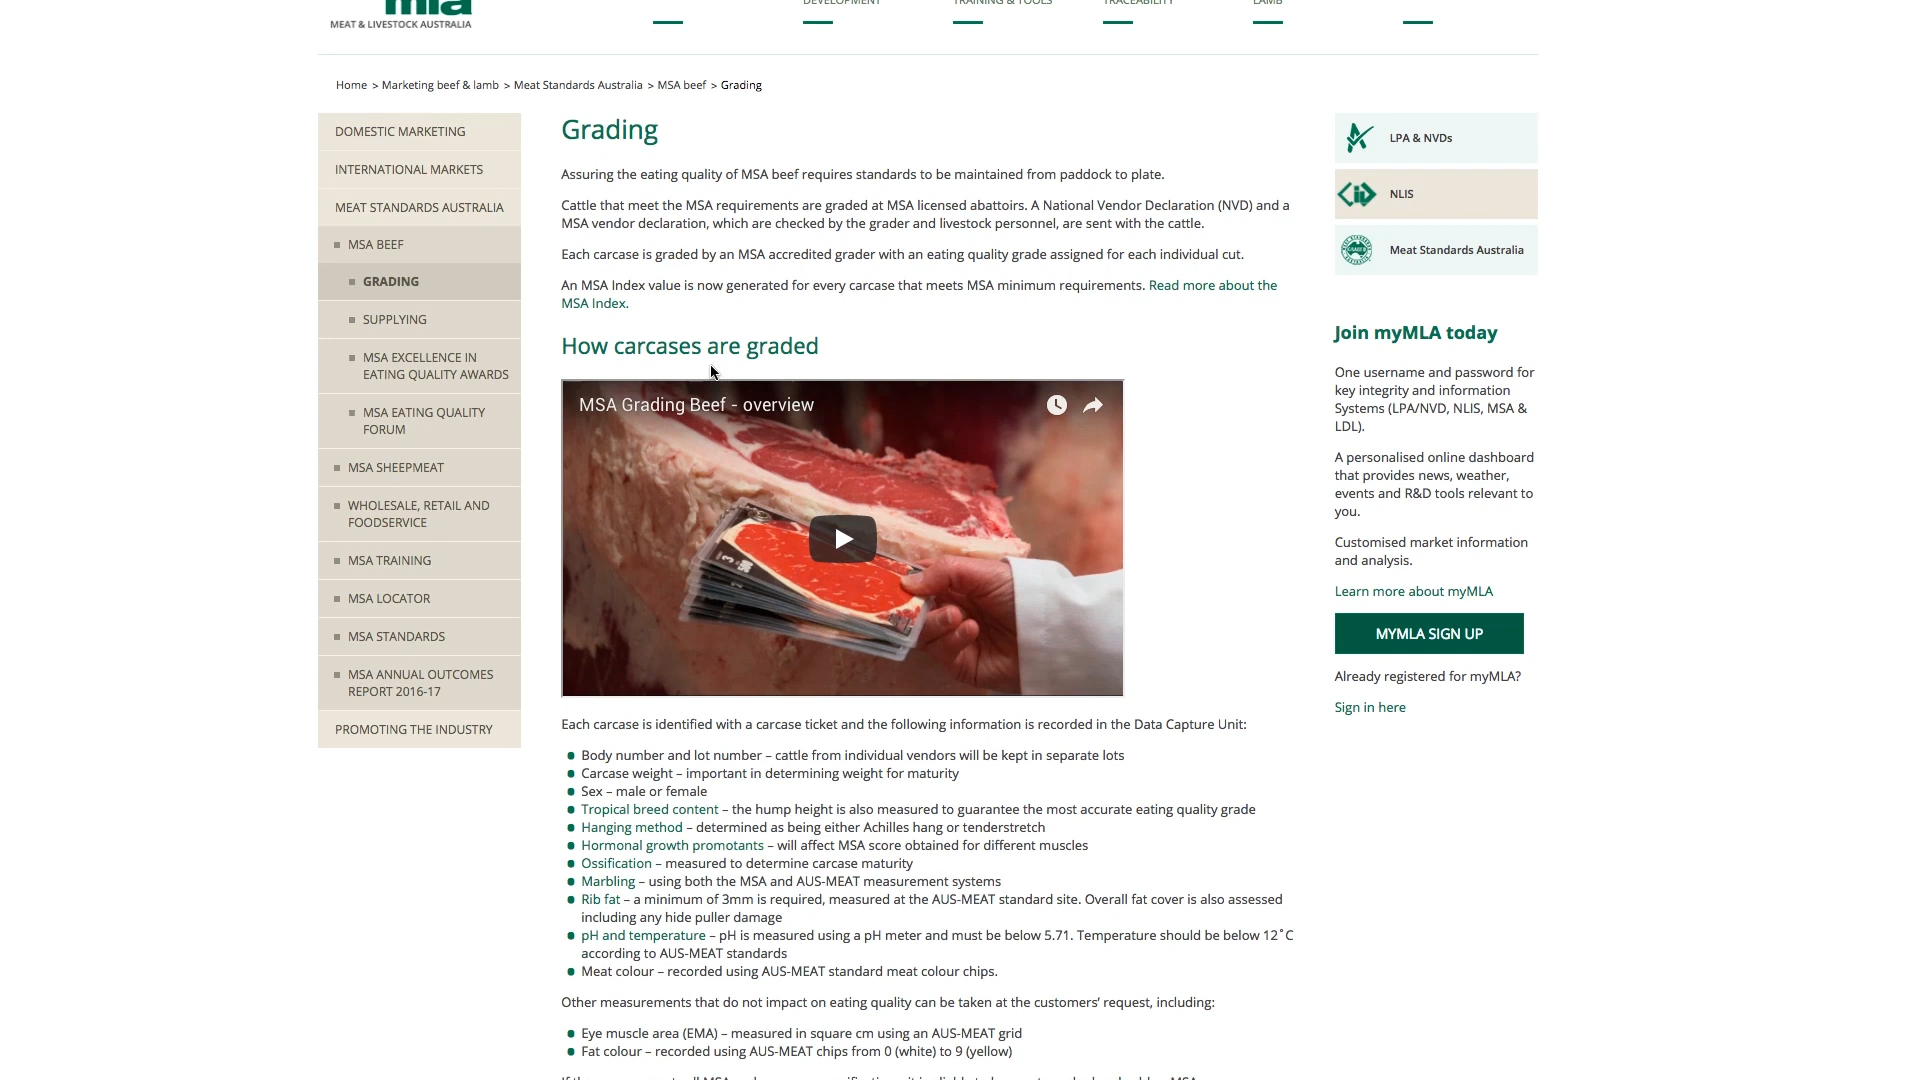 mla
MEAT & LIVESTOCK AUSTRALIA
DEVELOPMENT
TRAINING & TOOLS
TRACEABILITY
LAMB
Home > Marketing beef & lamb > Meat Standards Australia > MSA beef > Grading
DOMESTIC MARKETING
INTERNATIONAL MARKETS
MEAT STANDARDS AUSTRALIA
MSA BEEF
GRADING
SUPPLYING
MSA EXCELLENCE IN
EATING QUALITY AWARDS
MSA EATING QUALITY
FORUM
MSA SHEEPMEAT
WHOLESALE, RETAIL AND
FOODSERVICE
MSA TRAINING
MSA LOCATOR
MSA STANDARDS
MSA ANNUAL OUTCOMES
REPORT 2016-17
PROMOTING THE INDUSTRY
Grading
Assuring the eating quality of MSA beef requires standards to be maintained from paddock to plate.
Cattle that meet the MSA requirements are graded at MSA licensed abattoirs. A National Vendor Declaration (NVD) and a
MSA vendor declaration, which are checked by the grader and livestock personnel, are sent with the cattle.
Each carcase is graded by an MSA accredited grader with an eating quality grade assigned for each individual cut.
An MSA Index value is now generated for every carcase that meets MSA minimum requirements. Read more about the
MSA Index.
How carcases are graded
MSA Grading Beef - overview
Each carcase is identified with a carcase ticket and the following information is recorded in the Data Capture Unit:
Body number and lot number – cattle from individual vendors will be kept in separate lots
Carcase weight – important in determining weight for maturity
Sex – male or female
Tropical breed content – the hump height is also measured to guarantee the most accurate eating quality grade
Hanging method – determined as being either Achilles hang or tenderstretch
Hormonal growth promotants – will affect MSA score obtained for different muscles
Ossification – measured to determine carcase maturity
Marbling – using both the MSA and AUS-MEAT measurement systems
Rib fat – a minimum of 3mm is required, measured at the AUS-MEAT standard site. Overall fat cover is also assessed
including any hide puller damage
pH and temperature – pH is measured using a pH meter and must be below 5.71. Temperature should be below 12˚C
according to AUS-MEAT standards
Meat colour – recorded using AUS-MEAT standard meat colour chips.
Other measurements that do not impact on eating quality can be taken at the customers’ request, including:
Eye muscle area (EMA) – measured in square cm using an AUS-MEAT grid
Fat colour – recorded using AUS-MEAT chips from 0 (white) to 9 (yellow)
LPA & NVDs
NLIS
Meat Standards Australia
Join myMLA today
One username and password for
key integrity and information
Systems (LPA/NVD, NLIS, MSA &
LDL).
A personalised online dashboard
that provides news, weather,
events and R&D tools relevant to
you.
Customised market information
and analysis.
Learn more about myMLA
MYMLA SIGN UP
Already registered for myMLA?
Sign in here